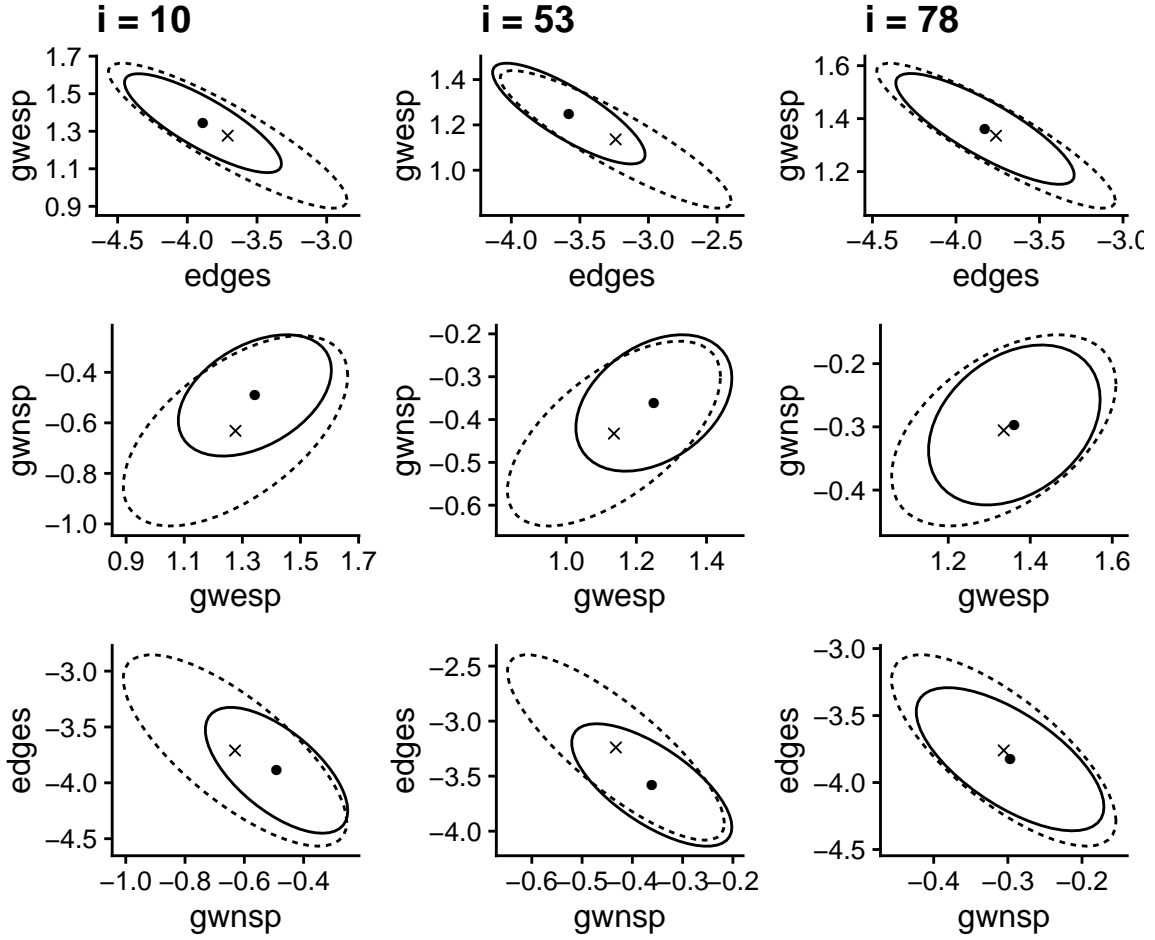 i = 10
i = 53
i = 78
1.7
1.5
1.3
1.1
0.9
gwesp
−4.5 −4.0 −3.5 −3.0
edges
1.4
1.2
1.0
gwesp
−4.0 −3.5 −3.0 −2.5
edges
1.6
1.4
1.2
gwesp
−4.5 −4.0 −3.5 −3.0
edges
−0.4
−0.6
−0.8
−1.0
gwnsp
0.9 1.1 1.3 1.5 1.7
gwesp
−0.2
−0.3
−0.4
−0.5
−0.6
gwnsp
1.0 1.2 1.4
gwesp
−0.2
−0.3
−0.4
gwnsp
1.2 1.4 1.6
gwesp
−3.0
−3.5
−4.0
−4.5
edges
−1.0 −0.8 −0.6 −0.4
gwnsp
−2.5
−3.0
−3.5
−4.0
edges
−0.6 −0.5 −0.4 −0.3 −0.2
gwnsp
−3.0
−3.5
−4.0
−4.5
edges
−0.4 −0.3 −0.2
gwnsp